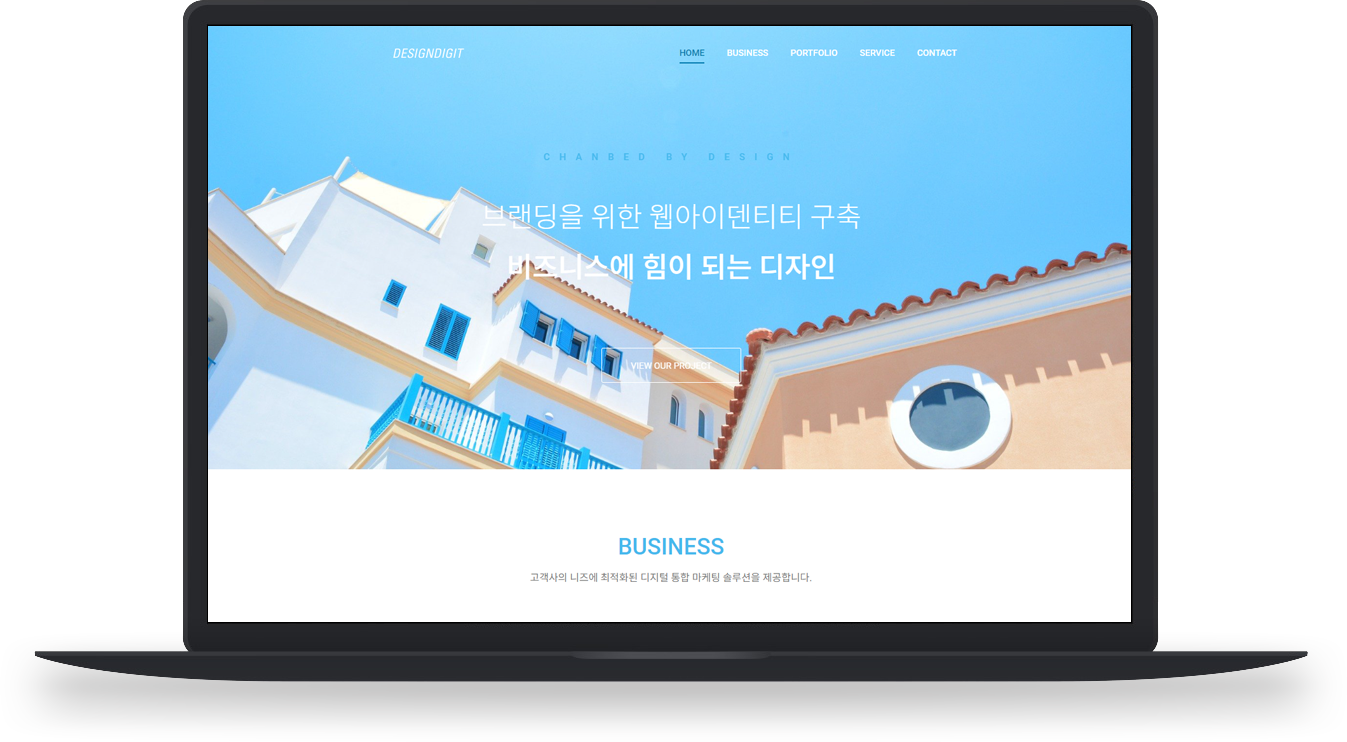 DESIGNDIGIT
HOME BUSINESS PORTFOLIO SERVICE CONTACT
CHANBED BY DESIGN
브랜딩을 위한 웹아이덴티티 구축
비즈니스에 힘이 되는 디자인
VIEW OUR PROJECT
BUSINESS
고객사의 니즈에 최적화된 디지털 통합 마케팅 솔루션을 제공합니다.